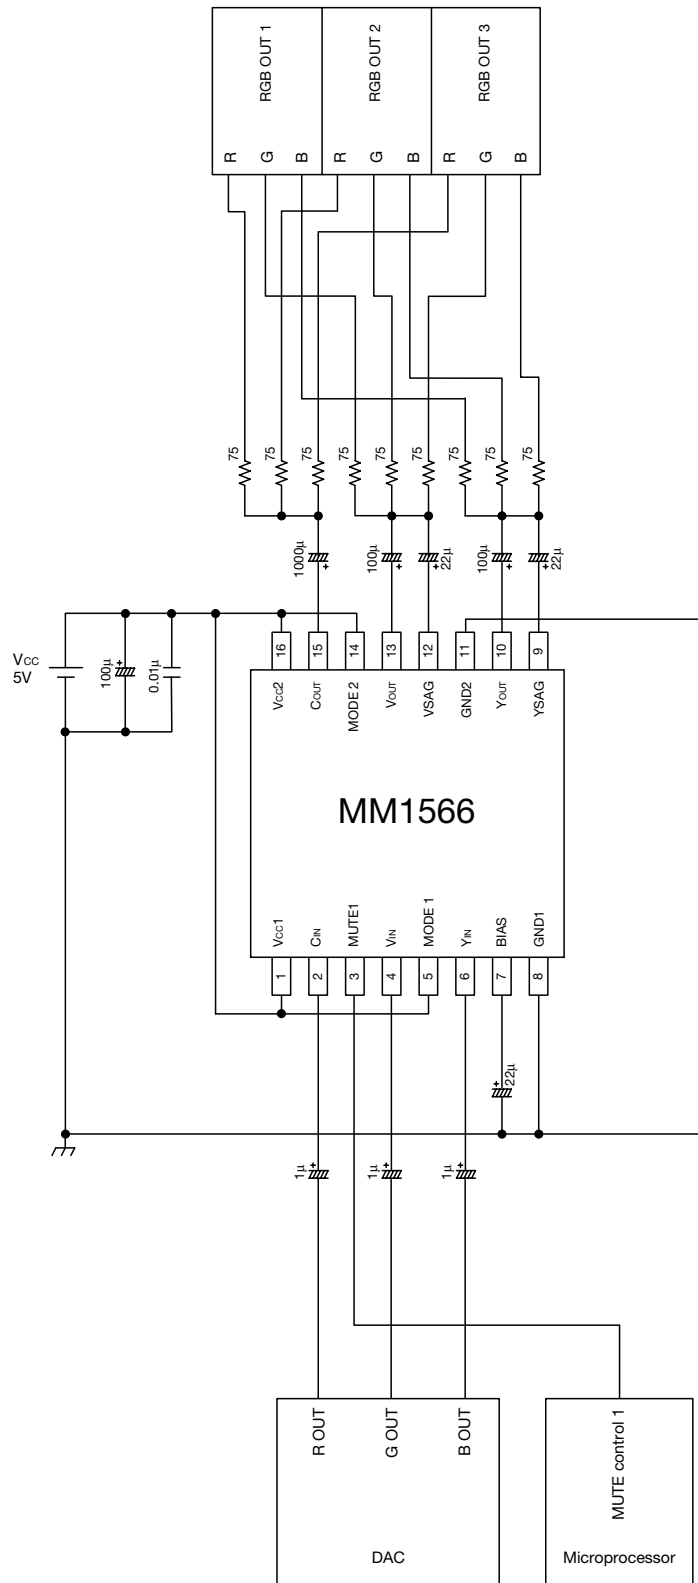 RGB OUT 1
RGB OUT 2
RGB OUT 3
R
G
B
R
G
B
R
G
B
75
75
75
75
75
75
75
75
75
1000μ
+
100μ
+
22μ
+
100μ
+
22μ
+
Vcc
5V
100μ
+
0.01μ
16
15
14
13
12
11
10
9
Vcc2
COUT
MODE 2
VOUT
VSAG
GND2
YOUT
YSAG
MM1566
Vcc1
CIN
MUTE1
VIN
MODE 1
YIN
BIAS
GND1
1
2
3
4
5
6
7
8
+
22μ
1μ
+
1μ
+
1μ
+
R OUT
G OUT
B OUT
DAC
MUTE control 1
Microprocessor